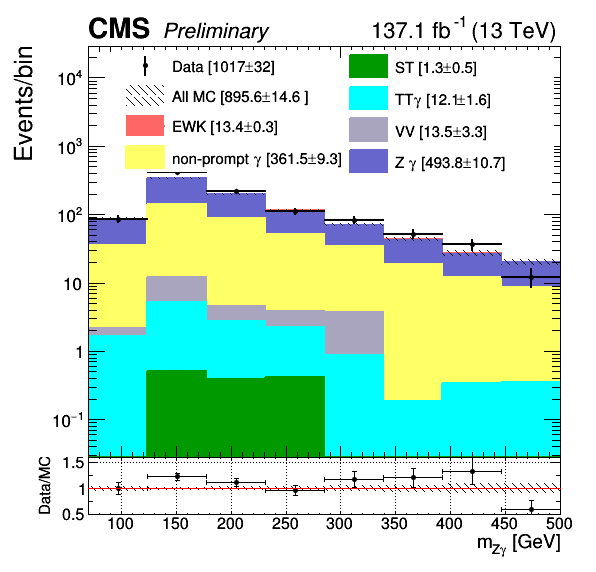 CMS Preliminary 137.1 fb⁻¹ (13 TeV)
Events/bin
Data [1017±32]
All MC [895.6±14.6 ]
EWK [13.4±0.3]
non-prompt γ [361.5±9.3]
ST [1.3±0.5]
TTγ [12.1±1.6]
VV [13.5±3.3]
Z γ [493.8±10.7]
10⁴
10³
10²
10
1
10⁻¹
Data/MC
1.5
1
0.5
100 150 200 250 300 350 400 450 500
m_Zγ [GeV]